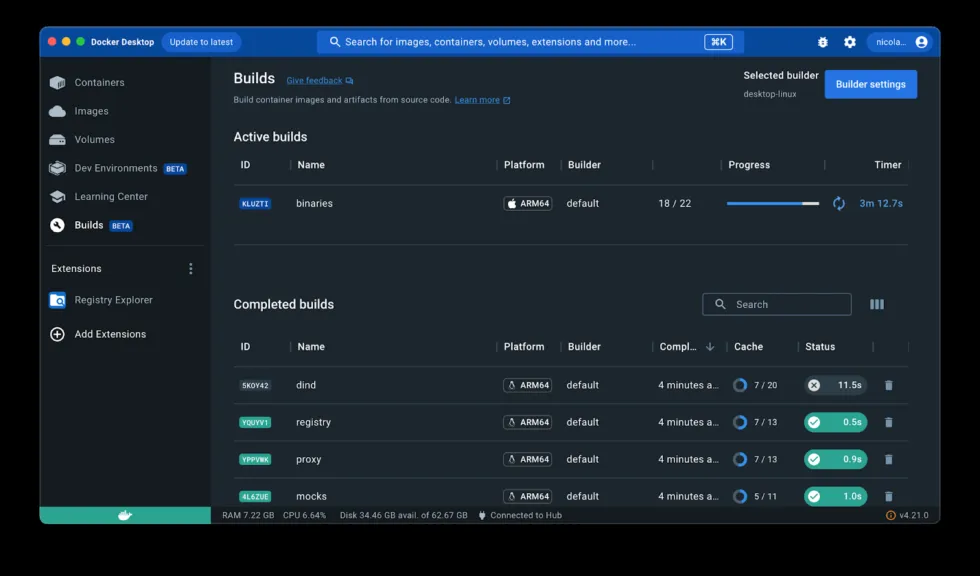 Docker Desktop
Update to latest
Search for images, containers, volumes, extensions and more...
⌘K
nicola...
Containers
Images
Volumes
Dev Environments BETA
Learning Center
Builds BETA
Extensions
Registry Explorer
Add Extensions
Builds
Give feedback
Build container images and artifacts from source code. Learn more
Selected builder
desktop-linux
Builder settings
Active builds
ID Name Platform Builder Progress Timer
KLUZTI binaries ARM64 default 18 / 22 3m 12.7s
Completed builds
Search
ID Name Platform Builder Compl... Cache Status
5KOY42 dind ARM64 default 4 minutes a... 7 / 20 11.5s
YQUYV1 registry ARM64 default 4 minutes a... 7 / 13 0.5s
YPPVWK proxy ARM64 default 4 minutes a... 7 / 13 0.9s
4L6ZUE mocks ARM64 default 4 minutes a... 5 / 11 1.0s
RAM 7.22 GB CPU 6.64% Disk 34.46 GB avail. of 62.67 GB Connected to Hub
v4.21.0